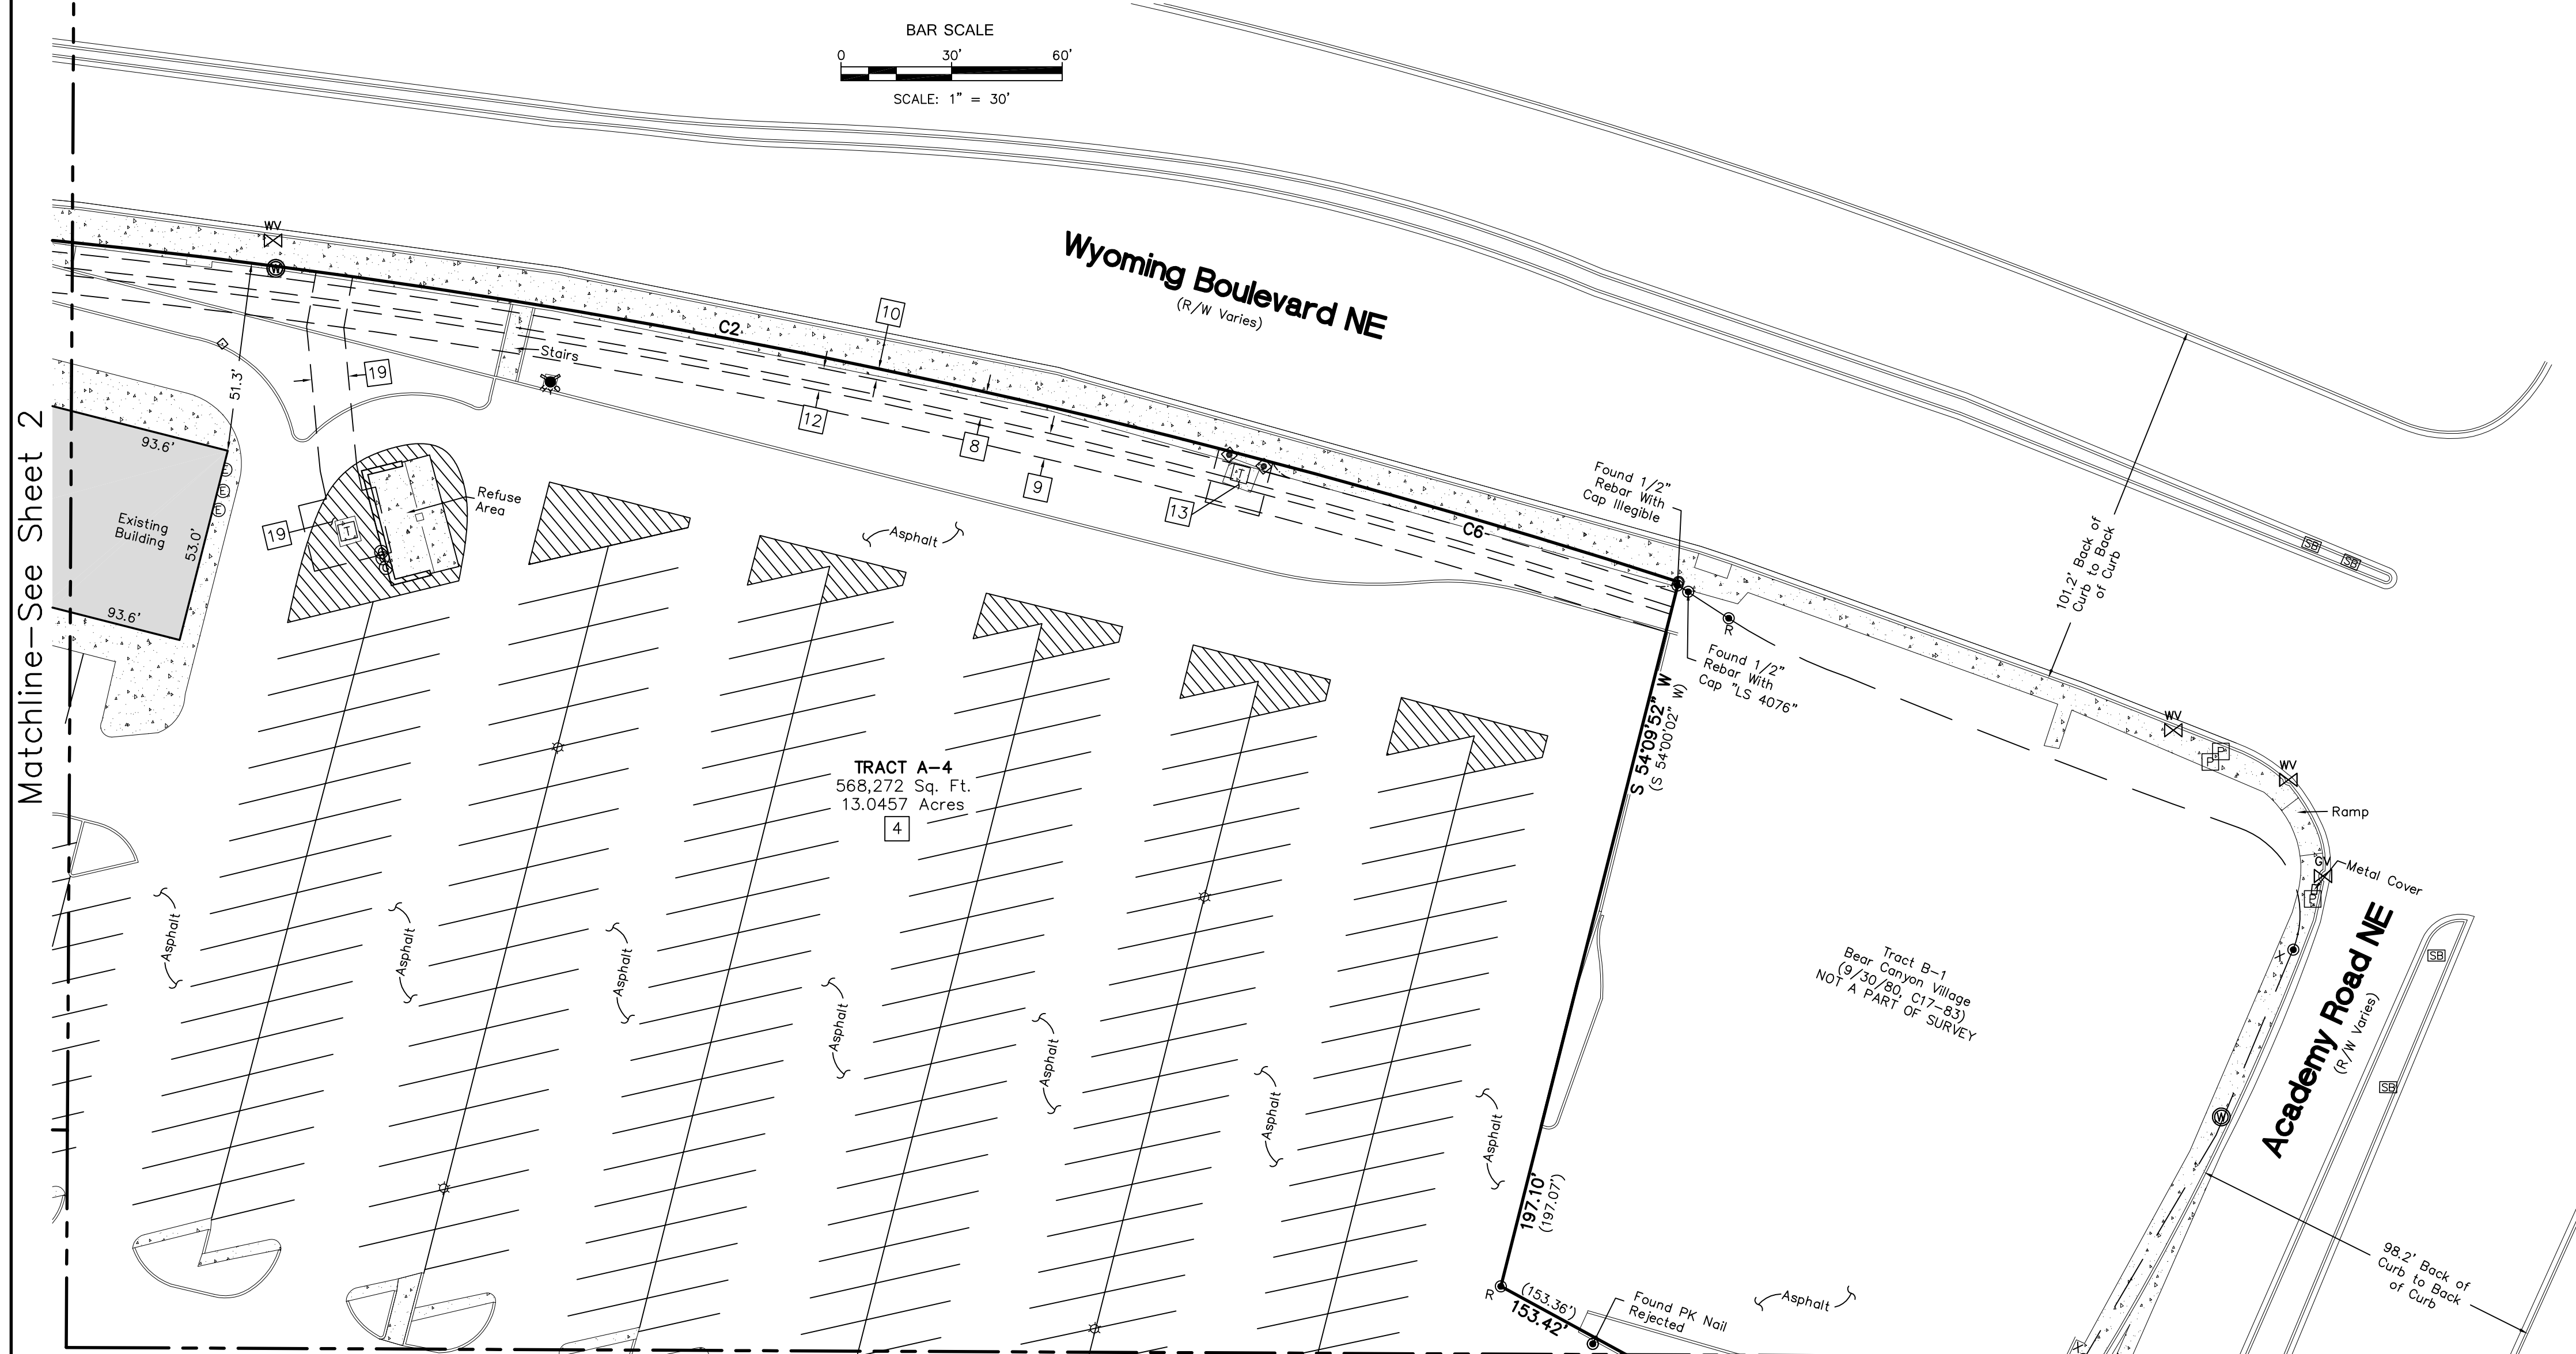 BAR SCALE
0 30' 60'
SCALE: 1" = 30'
Wyoming Boulevard NE
(R/W Varies)
WV
W
C2
10
Stairs
19
12
8
9
13
T
51.3'
Matchline-See Sheet 2
93.6'
Existing
Building
53.0'
93.6'
E
E
E
19
T
Refuse
Area
Asphalt
C6
Found 1/2"
Rebar With
Cap Illegible
R
Found 1/2"
Rebar With
Cap "LS 4076"
101.2' Back of
Curb to Back
of Curb
SB
SB
WV
P
P
WV
Ramp
GV
Metal Cover
P
S 54°09'52" W
(S 54°00'02" W)
TRACT A-4
568,272 Sq. Ft.
13.0457 Acres
4
Asphalt
Asphalt
Asphalt
Asphalt
Asphalt
Asphalt
Asphalt
Tract B-1
Bear Canyon Village
(9/30/80, C17-83)
NOT A PART OF SURVEY
X
Academy Road NE
(R/W Varies)
SB
SB
W
98.2' Back of
Curb to Back
of Curb
197.10'
(197.07')
R
(153.36')
153.42'
Found PK Nail
Rejected
Asphalt
X